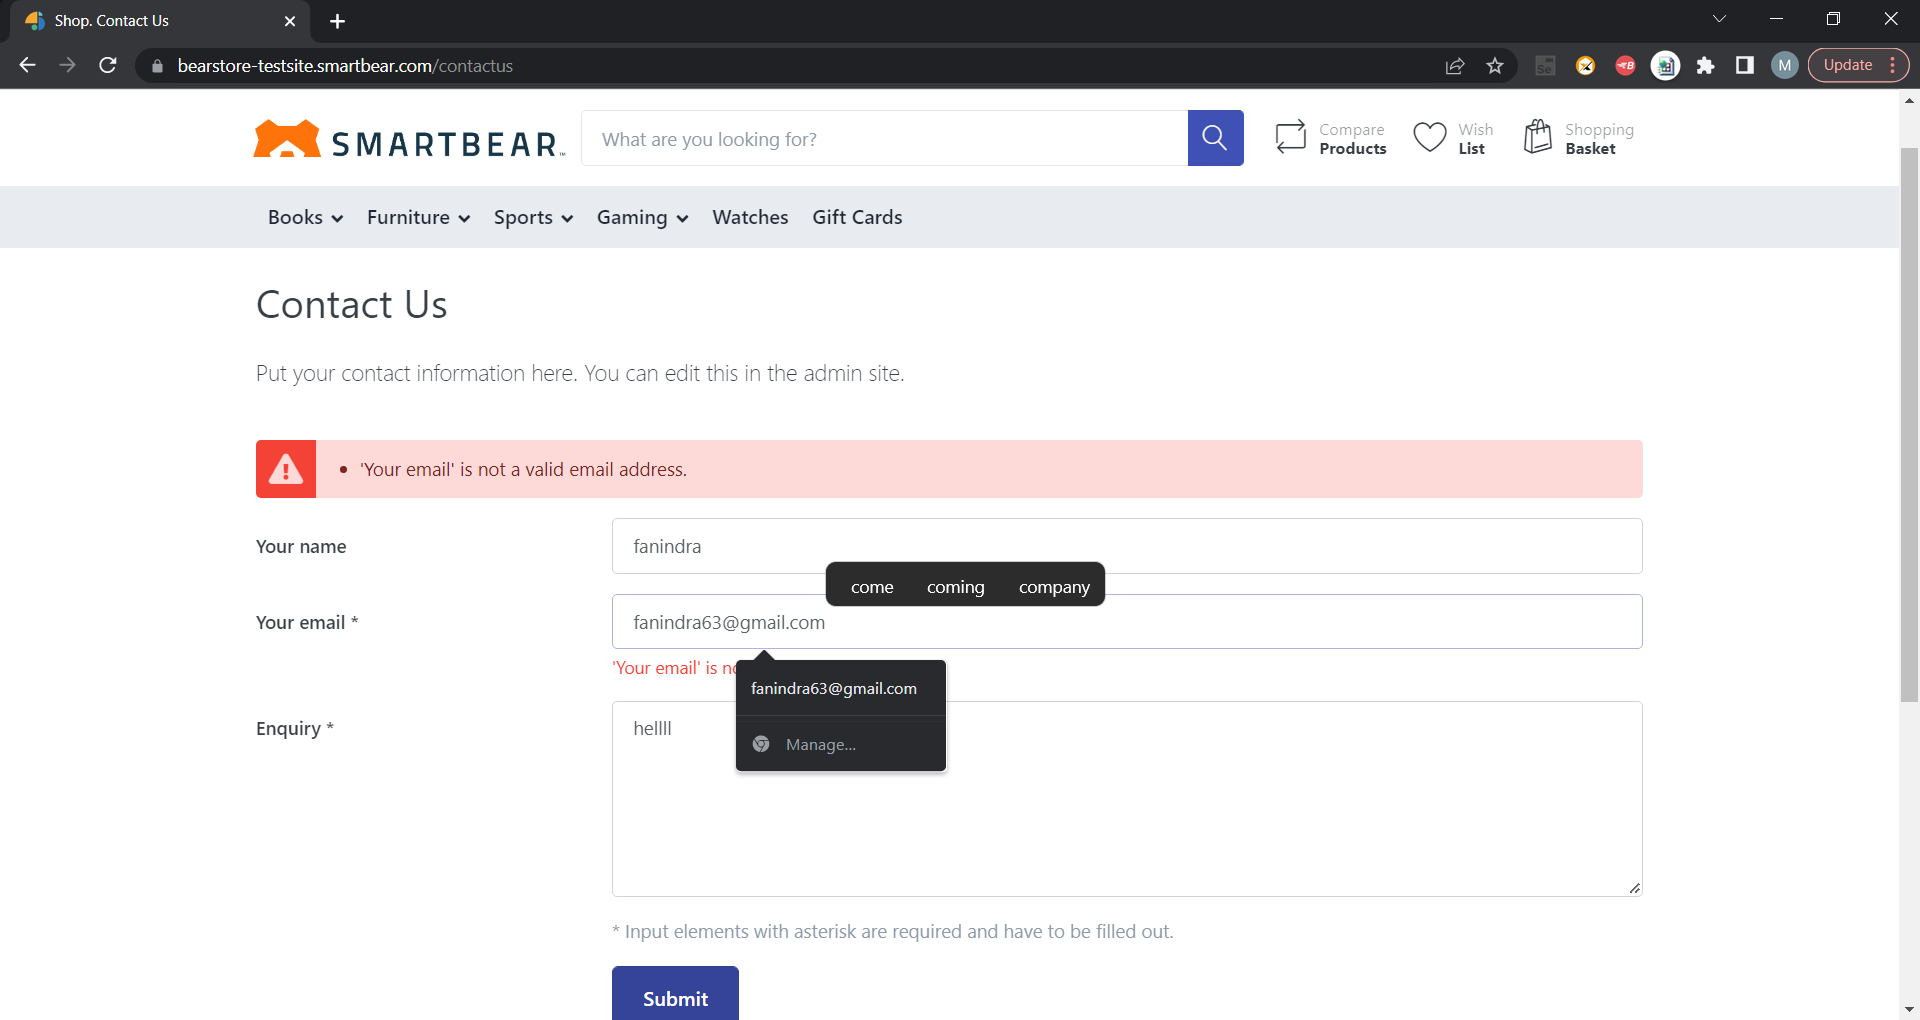 Shop. Contact Us
bearstore-testsite.smartbear.com/contactus
Se
B
M
Update
SMARTBEAR™
What are you looking for?
Compare
Products
Wish
List
Shopping
Basket
Books
Furniture
Sports
Gaming
Watches
Gift Cards
Contact Us
Put your contact information here. You can edit this in the admin site.
• 'Your email' is not a valid email address.
Your name
fanindra
come coming company
Your email *
fanindra63@gmail.com
'Your email' is
fanindra63@gmail.com
Manage...
Enquiry *
hellll
* Input elements with asterisk are required and have to be filled out.
Submit